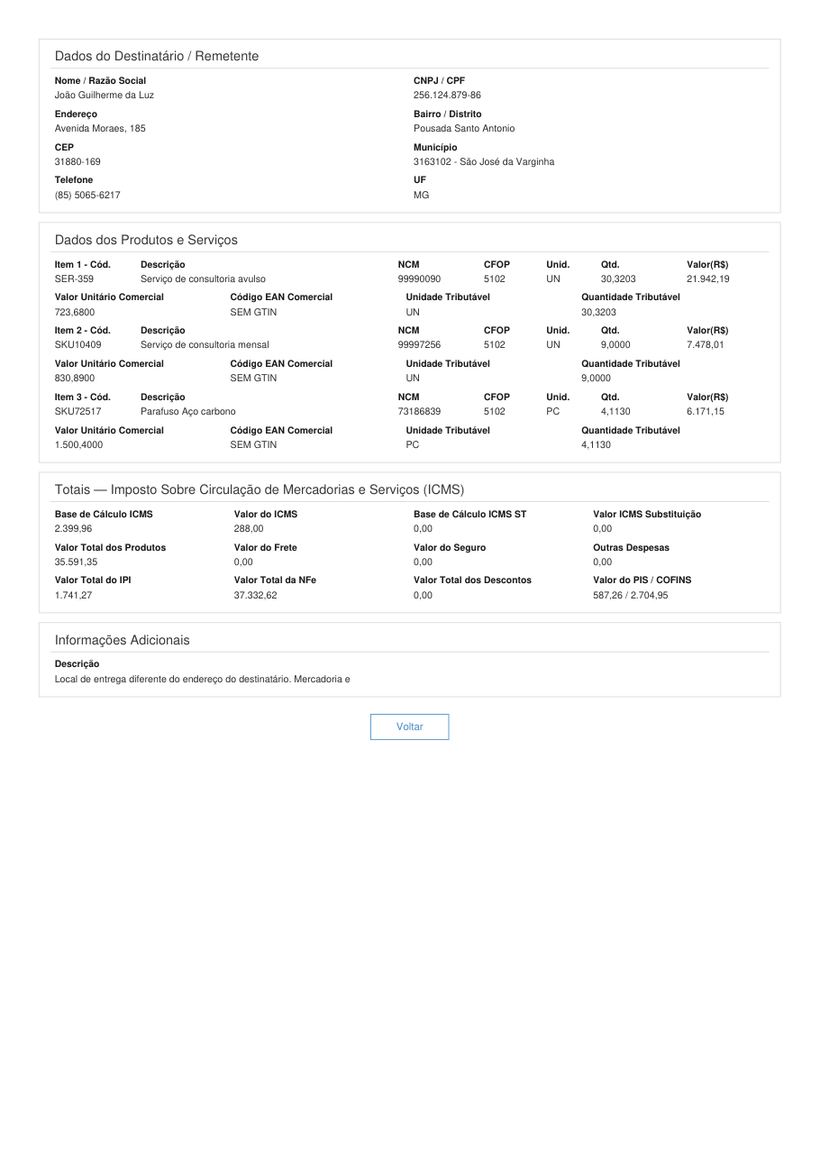 Dados do Destinatário / Remetente
Nome / Razão Social CNPJ / CPF
João Guilherme da Luz 256.124.879-86
Endereço Bairro / Distrito
Avenida Moraes, 185 Pousada Santo Antonio
CEP Município
31880-169 3163102 - São José da Varginha
Telefone UF
(85) 5065-6217 MG
Dados dos Produtos e Serviços
Item 1 - Cód. Descrição NCM CFOP Unid. Qtd. Valor(R$)
SER-359 Serviço de consultoria avulso 99990090 5102 UN 30,3203 21.942,19
Valor Unitário Comercial Código EAN Comercial Unidade Tributável Quantidade Tributável
723,6800 SEM GTIN UN 30,3203
Item 2 - Cód. Descrição NCM CFOP Unid. Qtd. Valor(R$)
SKU10409 Serviço de consultoria mensal 99997256 5102 UN 9,0000 7.478,01
Valor Unitário Comercial Código EAN Comercial Unidade Tributável Quantidade Tributável
830,8900 SEM GTIN UN 9,0000
Item 3 - Cód. Descrição NCM CFOP Unid. Qtd. Valor(R$)
SKU72517 Parafuso Aço carbono 73186839 5102 PC 4,1130 6.171,15
Valor Unitário Comercial Código EAN Comercial Unidade Tributável Quantidade Tributável
1.500,4000 SEM GTIN PC 4,1130
Totais — Imposto Sobre Circulação de Mercadorias e Serviços (ICMS)
Base de Cálculo ICMS Valor do ICMS Base de Cálculo ICMS ST Valor ICMS Substituição
2.399,96 288,00 0,00 0,00
Valor Total dos Produtos Valor do Frete Valor do Seguro Outras Despesas
35.591,35 0,00 0,00 0,00
Valor Total do IPI Valor Total da NFe Valor Total dos Descontos Valor do PIS / COFINS
1.741,27 37.332,62 0,00 587,26 / 2.704,95
Informações Adicionais
Descrição
Local de entrega diferente do endereço do destinatário. Mercadoria e
Voltar